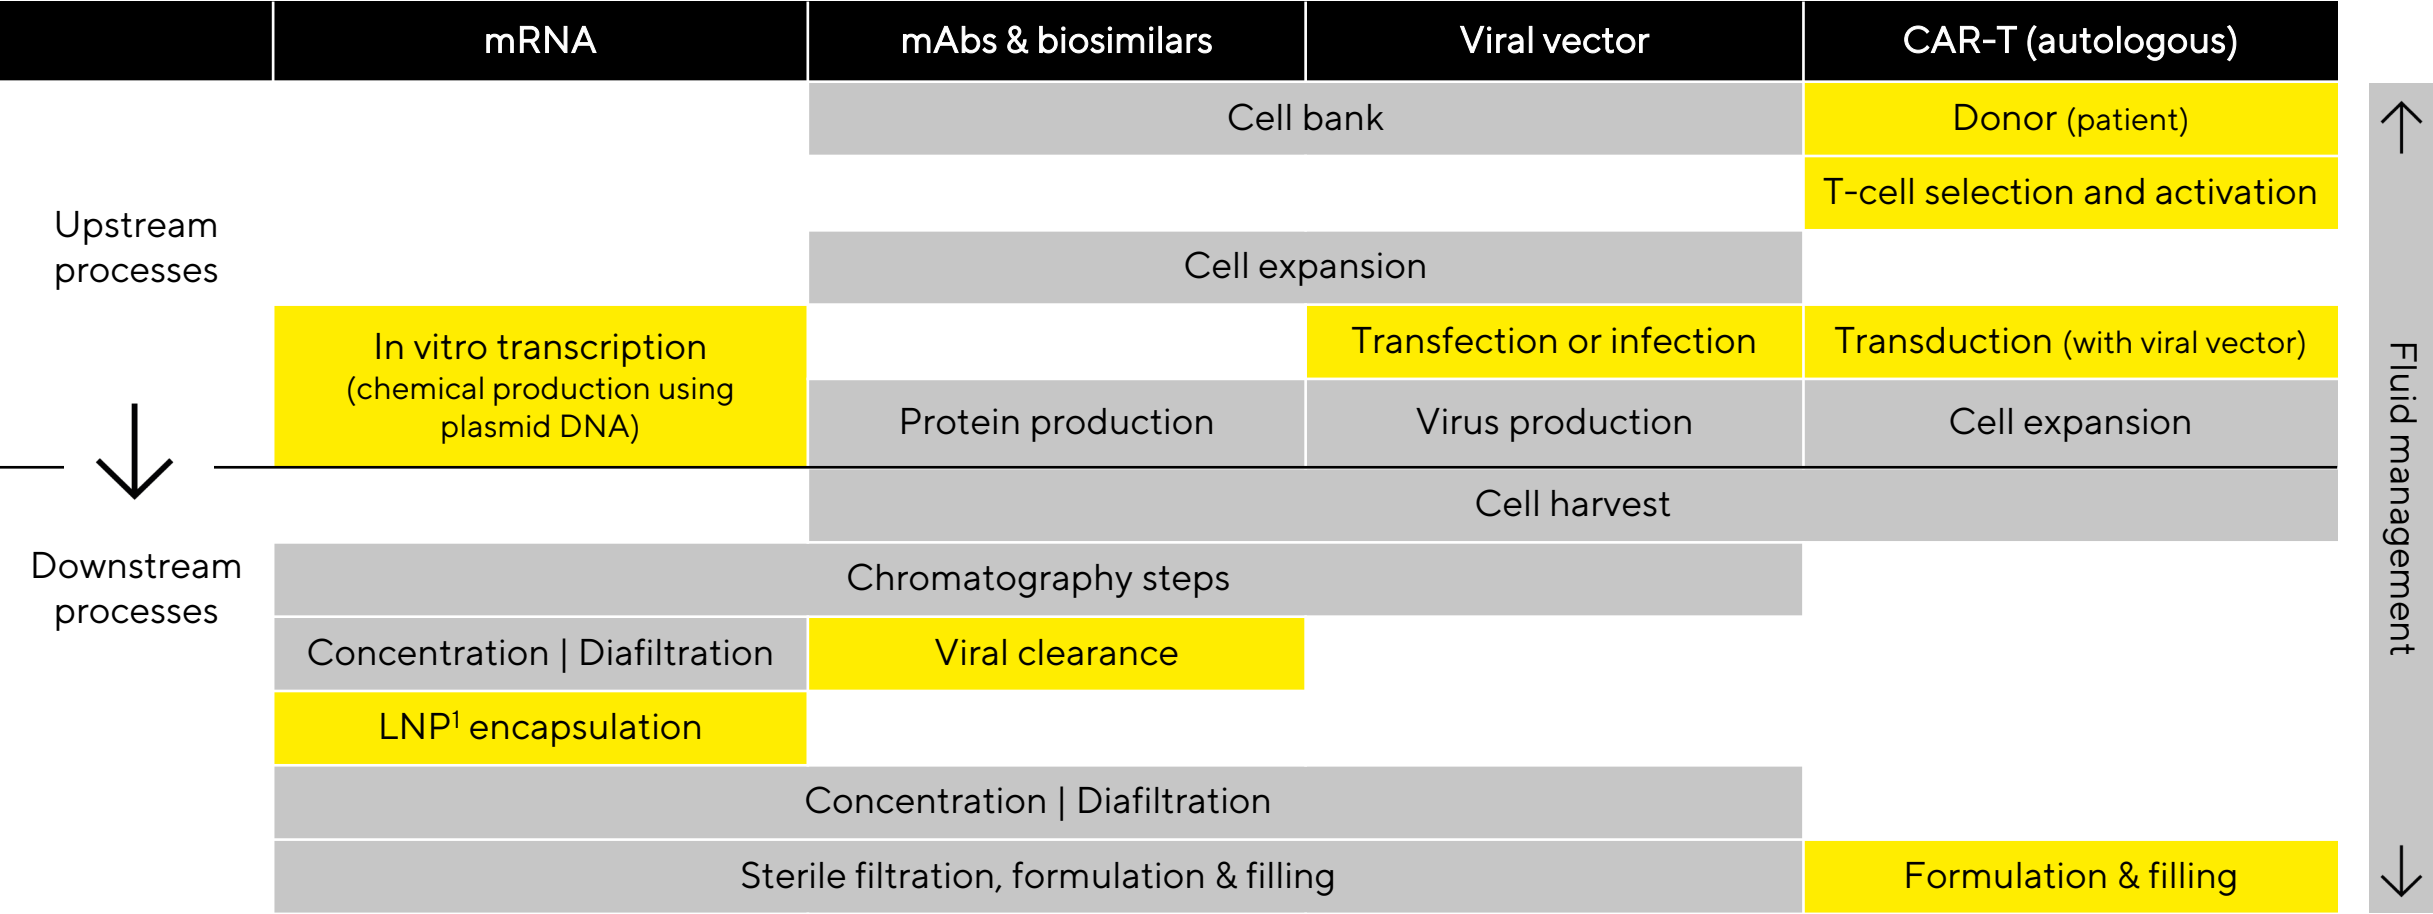 mRNA
mAbs & biosimilars
Viral vector
CAR-T (autologous)
Cell bank
Donor (patient)
T-cell selection and activation
Upstream
processes
Cell expansion
In vitro transcription
(chemical production using
plasmid DNA)
Transfection or infection
Transduction (with viral vector)
Protein production
Virus production
Cell expansion
Cell harvest
Downstream
processes
Chromatography steps
Concentration | Diafiltration
Viral clearance
LNP¹ encapsulation
Concentration | Diafiltration
Sterile filtration, formulation & filling
Formulation & filling
Fluid management